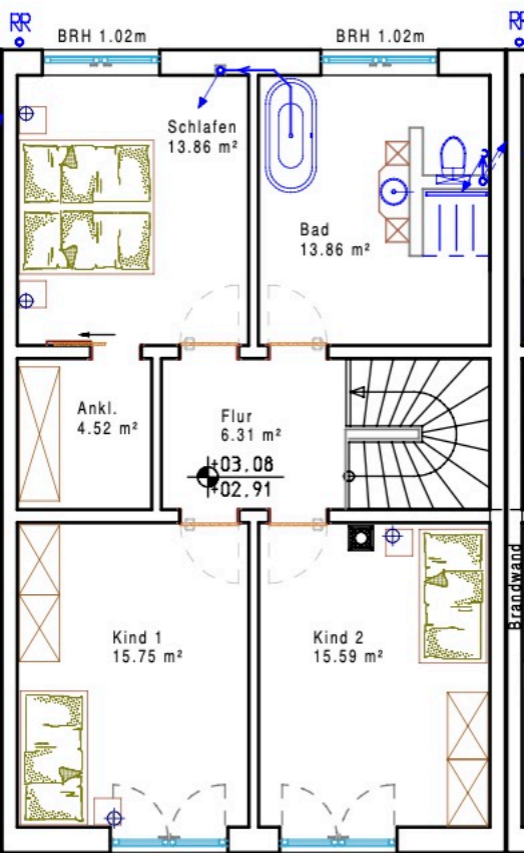 RR
RR
BRH 1.02m
BRH 1.02m
Schlafen
13.86 m²
Bad
13.86 m²
Ankl.
4.52 m²
Flur
6.31 m²
+03.08
+02.91
Brandwand
Kind 1
15.75 m²
Kind 2
15.59 m²